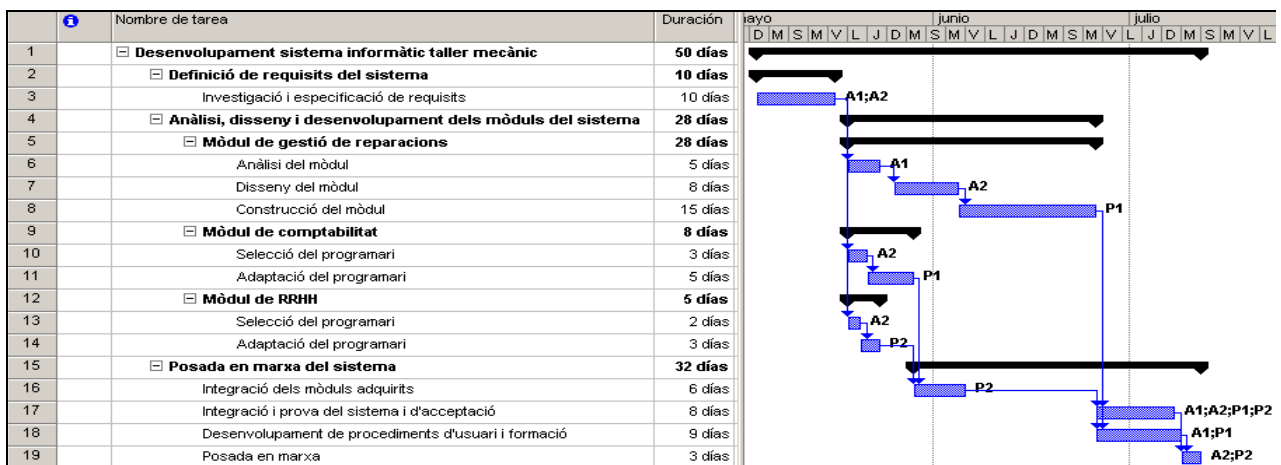 Nombre de tarea Duración mayo junio julio
D M S M V L J D M S M V L J D M S M V L J D M S M V L
1 Desenvolupament sistema informàtic taller mecànic 50 días
2 Definició de requisits del sistema 10 días
3 Investigació i especificació de requisits 10 días A1;A2
4 Anàlisi, disseny i desenvolupament dels mòduls del sistema 28 días
5 Mòdul de gestió de reparacions 28 días
6 Anàlisi del mòdul 5 días A1
7 Disseny del mòdul 8 días A2
8 Construcció del mòdul 15 días P1
9 Mòdul de comptabilitat 8 días
10 Selecció del programari 3 días A2
11 Adaptació del programari 5 días P1
12 Mòdul de RRHH 5 días
13 Selecció del programari 2 días A2
14 Adaptació del programari 3 días P2
15 Posada en marxa del sistema 32 días
16 Integració dels mòduls adquirits 6 días P2
17 Integració i prova del sistema i d'acceptació 8 días A1;A2;P1;P2
18 Desenvolupament de procediments d'usuari i formació 9 días A1;P1
19 Posada en marxa 3 días A2;P2